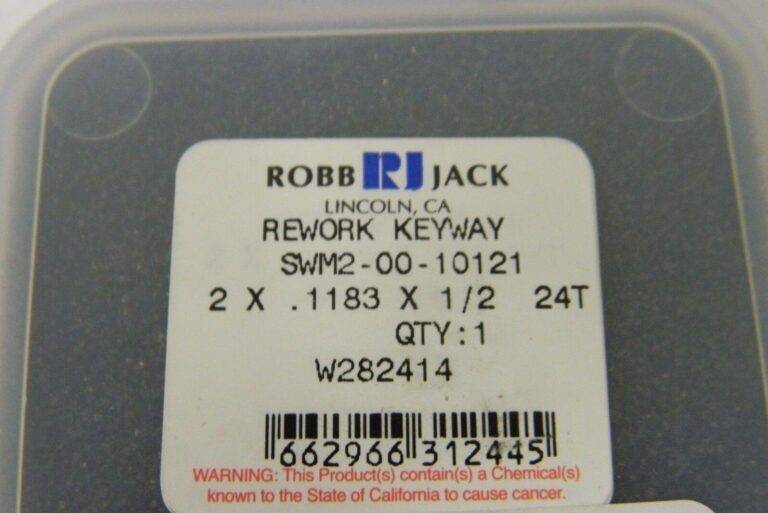 ROBB RJ JACK
LINCOLN, CA
REWORK KEYWAY
SWM2-00-10121
2 X .1183 X 1/2 24T
QTY:1
W282414
662966 312445
WARNING: This Product(s) contain(s) a Chemical(s)
known to the State of California to cause cancer.